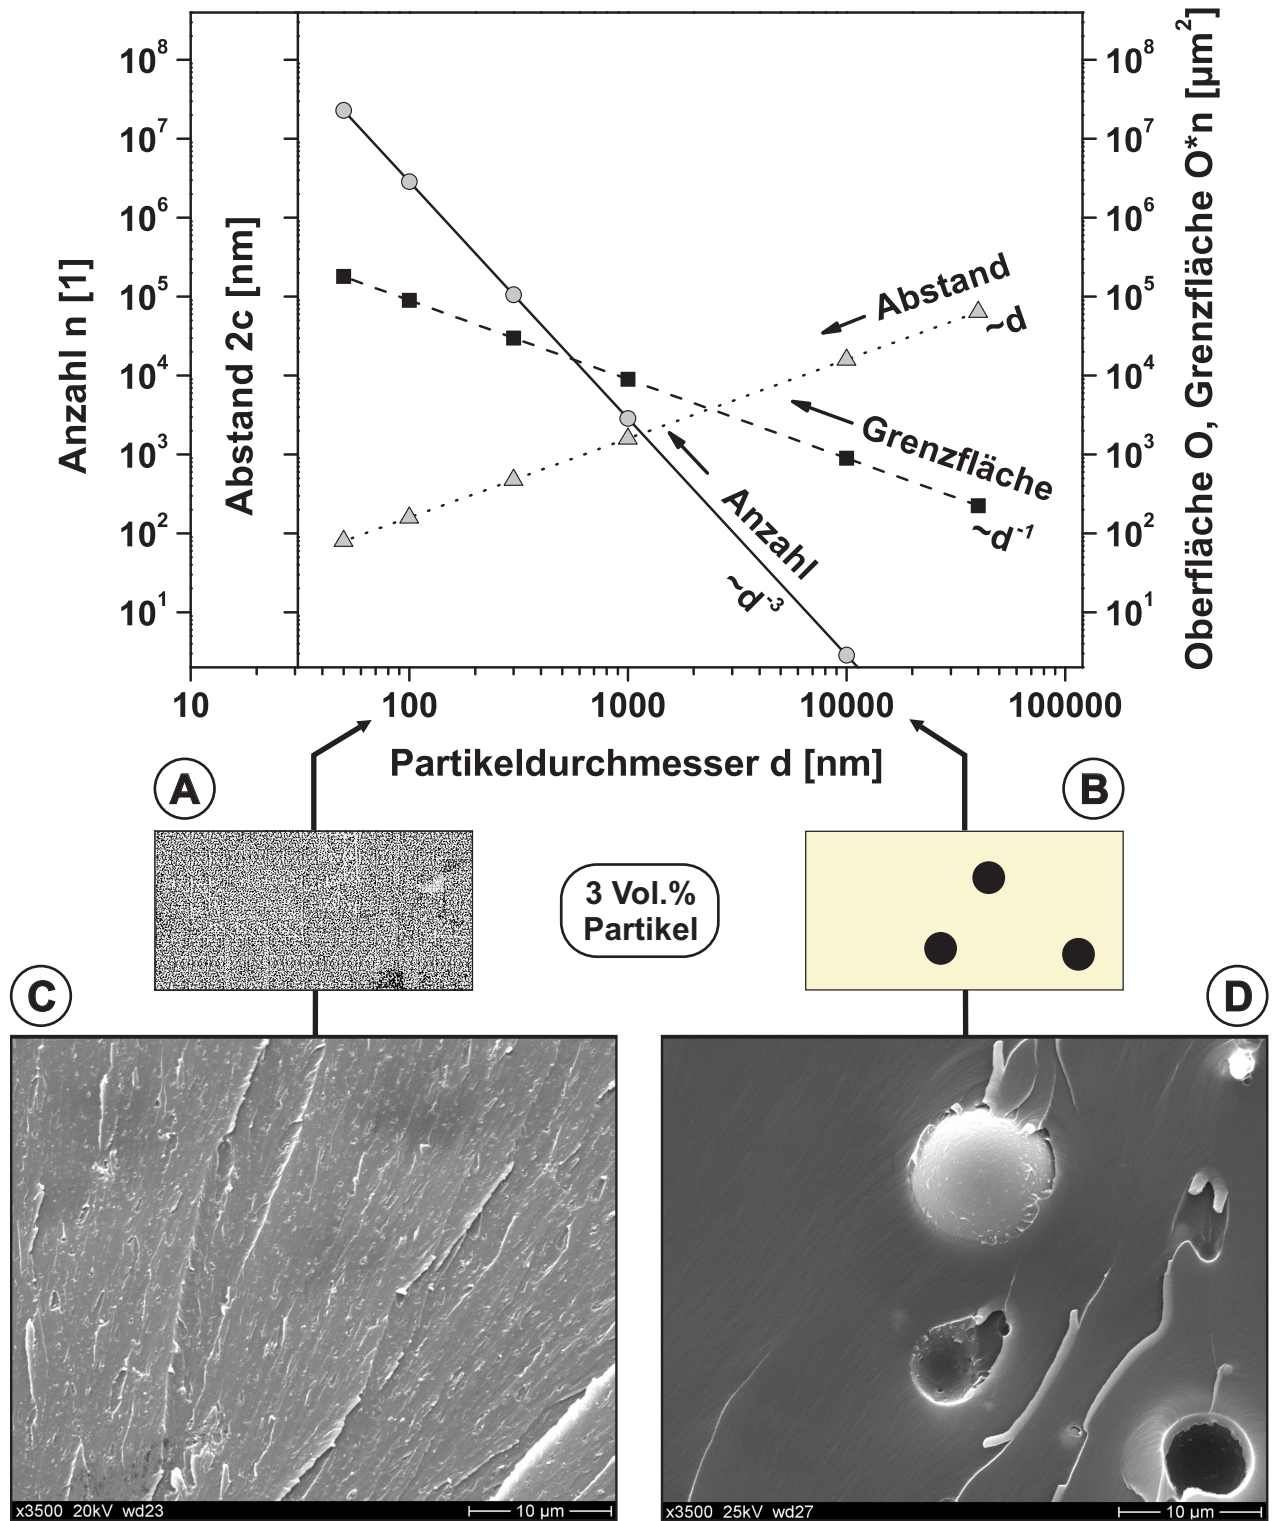 Anzahl n [1]
10⁸
10⁷
10⁶
10⁵
10⁴
10³
10²
10¹
Abstand 2c [nm]
Abstand
~d
Grenzfläche
~d⁻¹
Anzahl
~d⁻³
10⁸
10⁷
10⁶
10⁵
10⁴
10³
10²
10¹
Oberfläche O, Grenzfläche O*n [µm²]
10 100 1000 10000 100000
Partikeldurchmesser d [nm]
A
B
3 Vol.%
Partikel
C
D
x3500 20kV wd23 10 µm
x3500 25kV wd27 10 µm